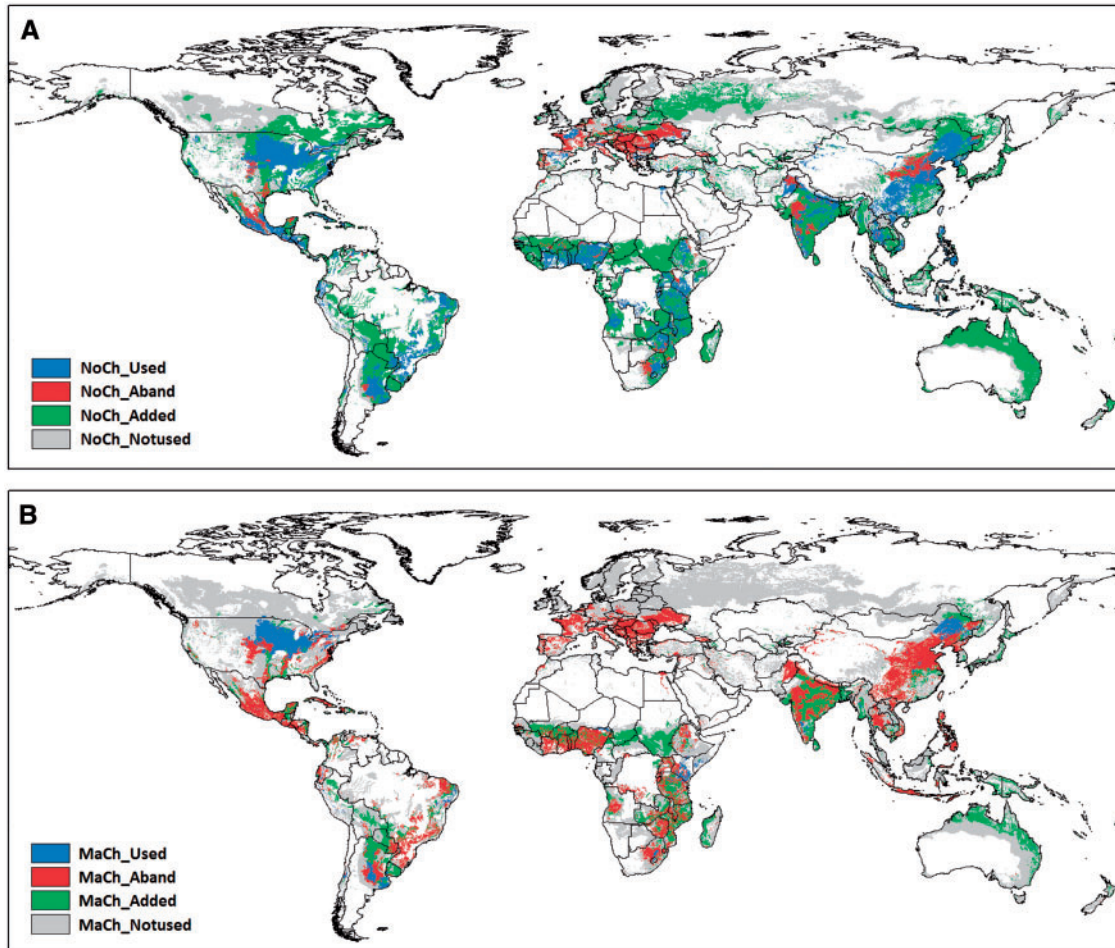 A
NoCh_Used
NoCh_Aband
NoCh_Added
NoCh_Notused
B
MaCh_Used
MaCh_Aband
MaCh_Added
MaCh_Notused